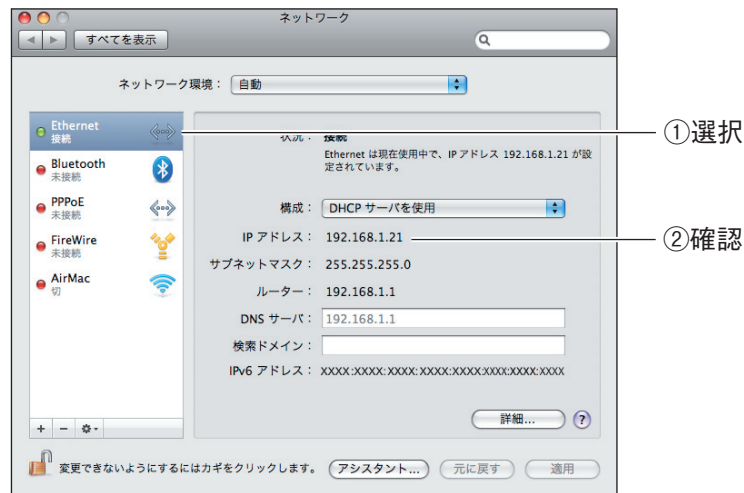 ネットワーク
すべてを表示
ネットワーク環境： 自動
Ethernet
接続
Bluetooth
未接続
PPPoE
未接続
FireWire
未接続
AirMac
切
状況： 接続
Ethernet は現在使用中で、IP アドレス 192.168.1.21 が設
定されています。
構成： DHCP サーバを使用
IP アドレス： 192.168.1.21
サブネットマスク： 255.255.255.0
ルーター： 192.168.1.1
DNS サーバ： 192.168.1.1
検索ドメイン：
IPv6 アドレス： XXXX:XXXX:XXXX:XXXX:XXXX:XXXX:XXXX:XXXX
詳細... ?
+ −
変更できないようにするにはカギをクリックします。 アシスタント... 元に戻す 適用
①選択
②確認